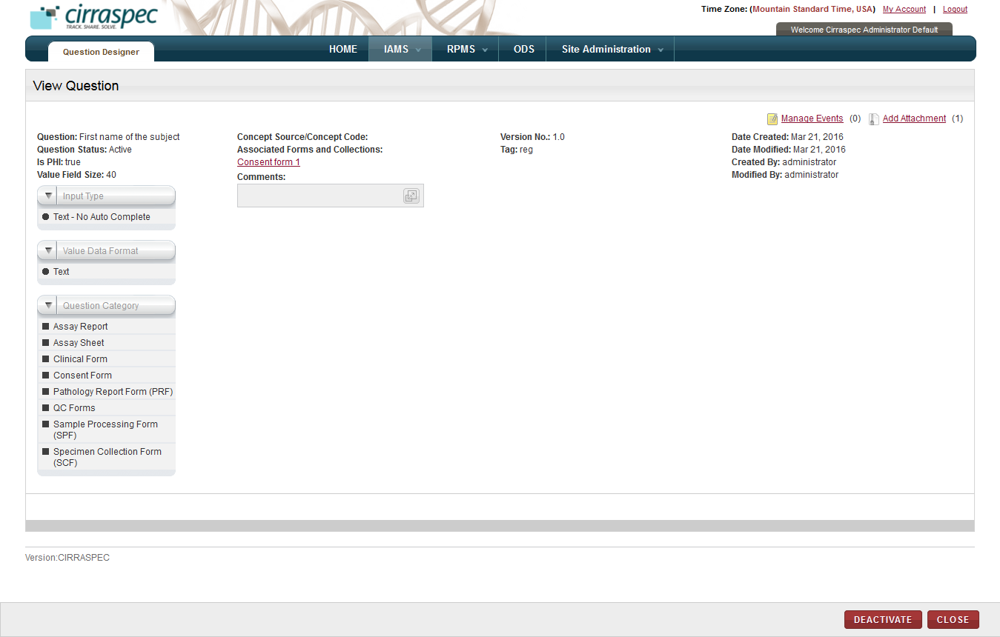 cirraspec
TRACK. SHARE. SOLVE.
Time Zone: (Mountain Standard Time, USA) My Account | Logout
Welcome Cirraspec Administrator Default
Question Designer
HOME IAMS RPMS ODS Site Administration
View Question
Manage Events (0) Add Attachment (1)
Question: First name of the subject
Question Status: Active
Is PHI: true
Value Field Size: 40
Concept Source/Concept Code:
Associated Forms and Collections:
Consent form 1
Comments:
Version No.: 1.0
Tag: reg
Date Created: Mar 21, 2016
Date Modified: Mar 21, 2016
Created By: administrator
Modified By: administrator
Input Type
Text - No Auto Complete
Value Data Format
Text
Question Category
Assay Report
Assay Sheet
Clinical Form
Consent Form
Pathology Report Form (PRF)
QC Forms
Sample Processing Form
(SPF)
Specimen Collection Form
(SCF)
Version:CIRRASPEC
DEACTIVATE CLOSE